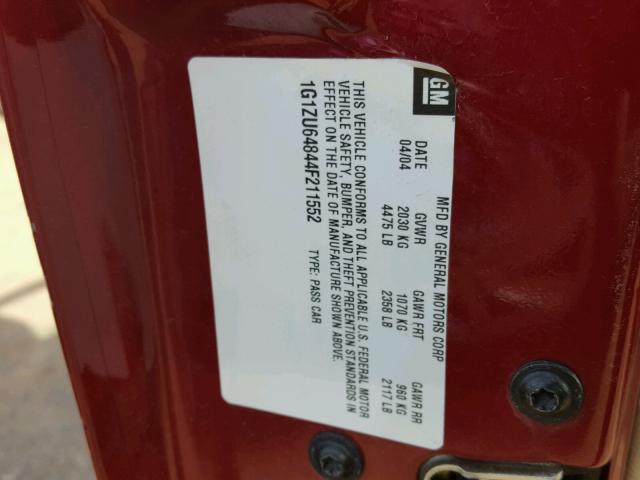 GM
MFD BY GENERAL MOTORS CORP
DATE GVWR GAWR FRT GAWR RR
04/04 2030 KG 1070 KG 960 KG
4475 LB 2358 LB 2117 LB
THIS VEHICLE CONFORMS TO ALL APPLICABLE U.S. FEDERAL MOTOR
VEHICLE SAFETY, BUMPER, AND THEFT PREVENTION STANDARDS IN
EFFECT ON THE DATE OF MANUFACTURE SHOWN ABOVE.
1G1ZU64844F211552 TYPE: PASS CAR